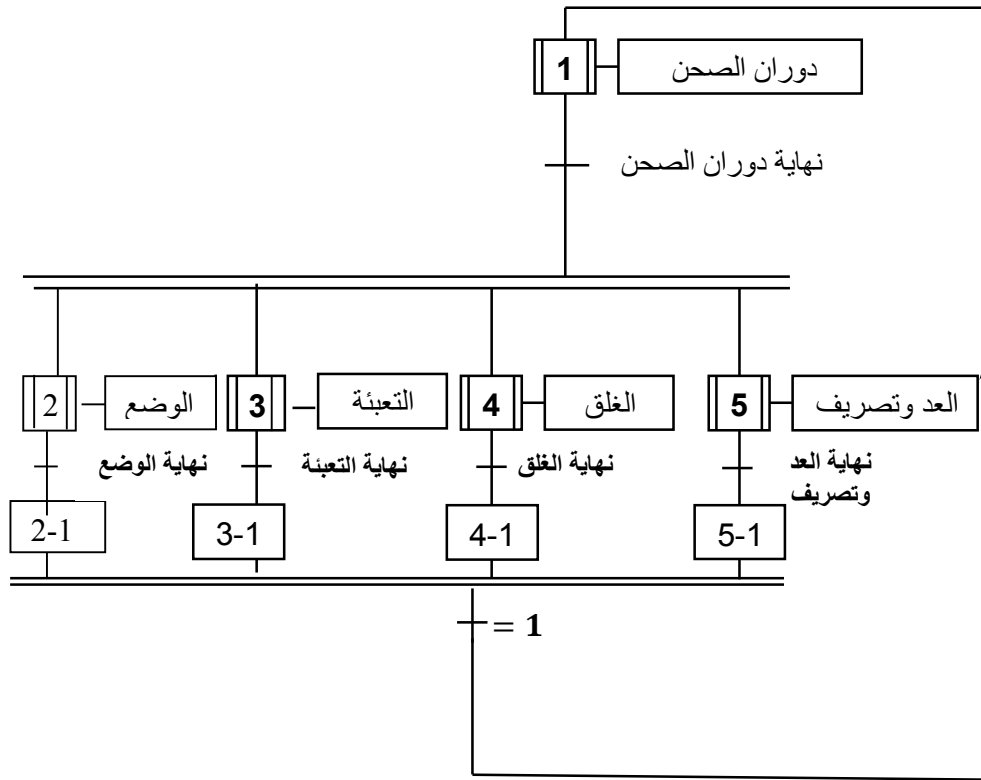 1 دوران الصحن
نهاية دوران الصحن
2 الوضع 3 التعبئة 4 الغلق 5 العد وتصريف
نهاية الوضع نهاية التعبئة نهاية الغلق نهاية العد
وتصريف
2-1 3-1 4-1 5-1
= 1